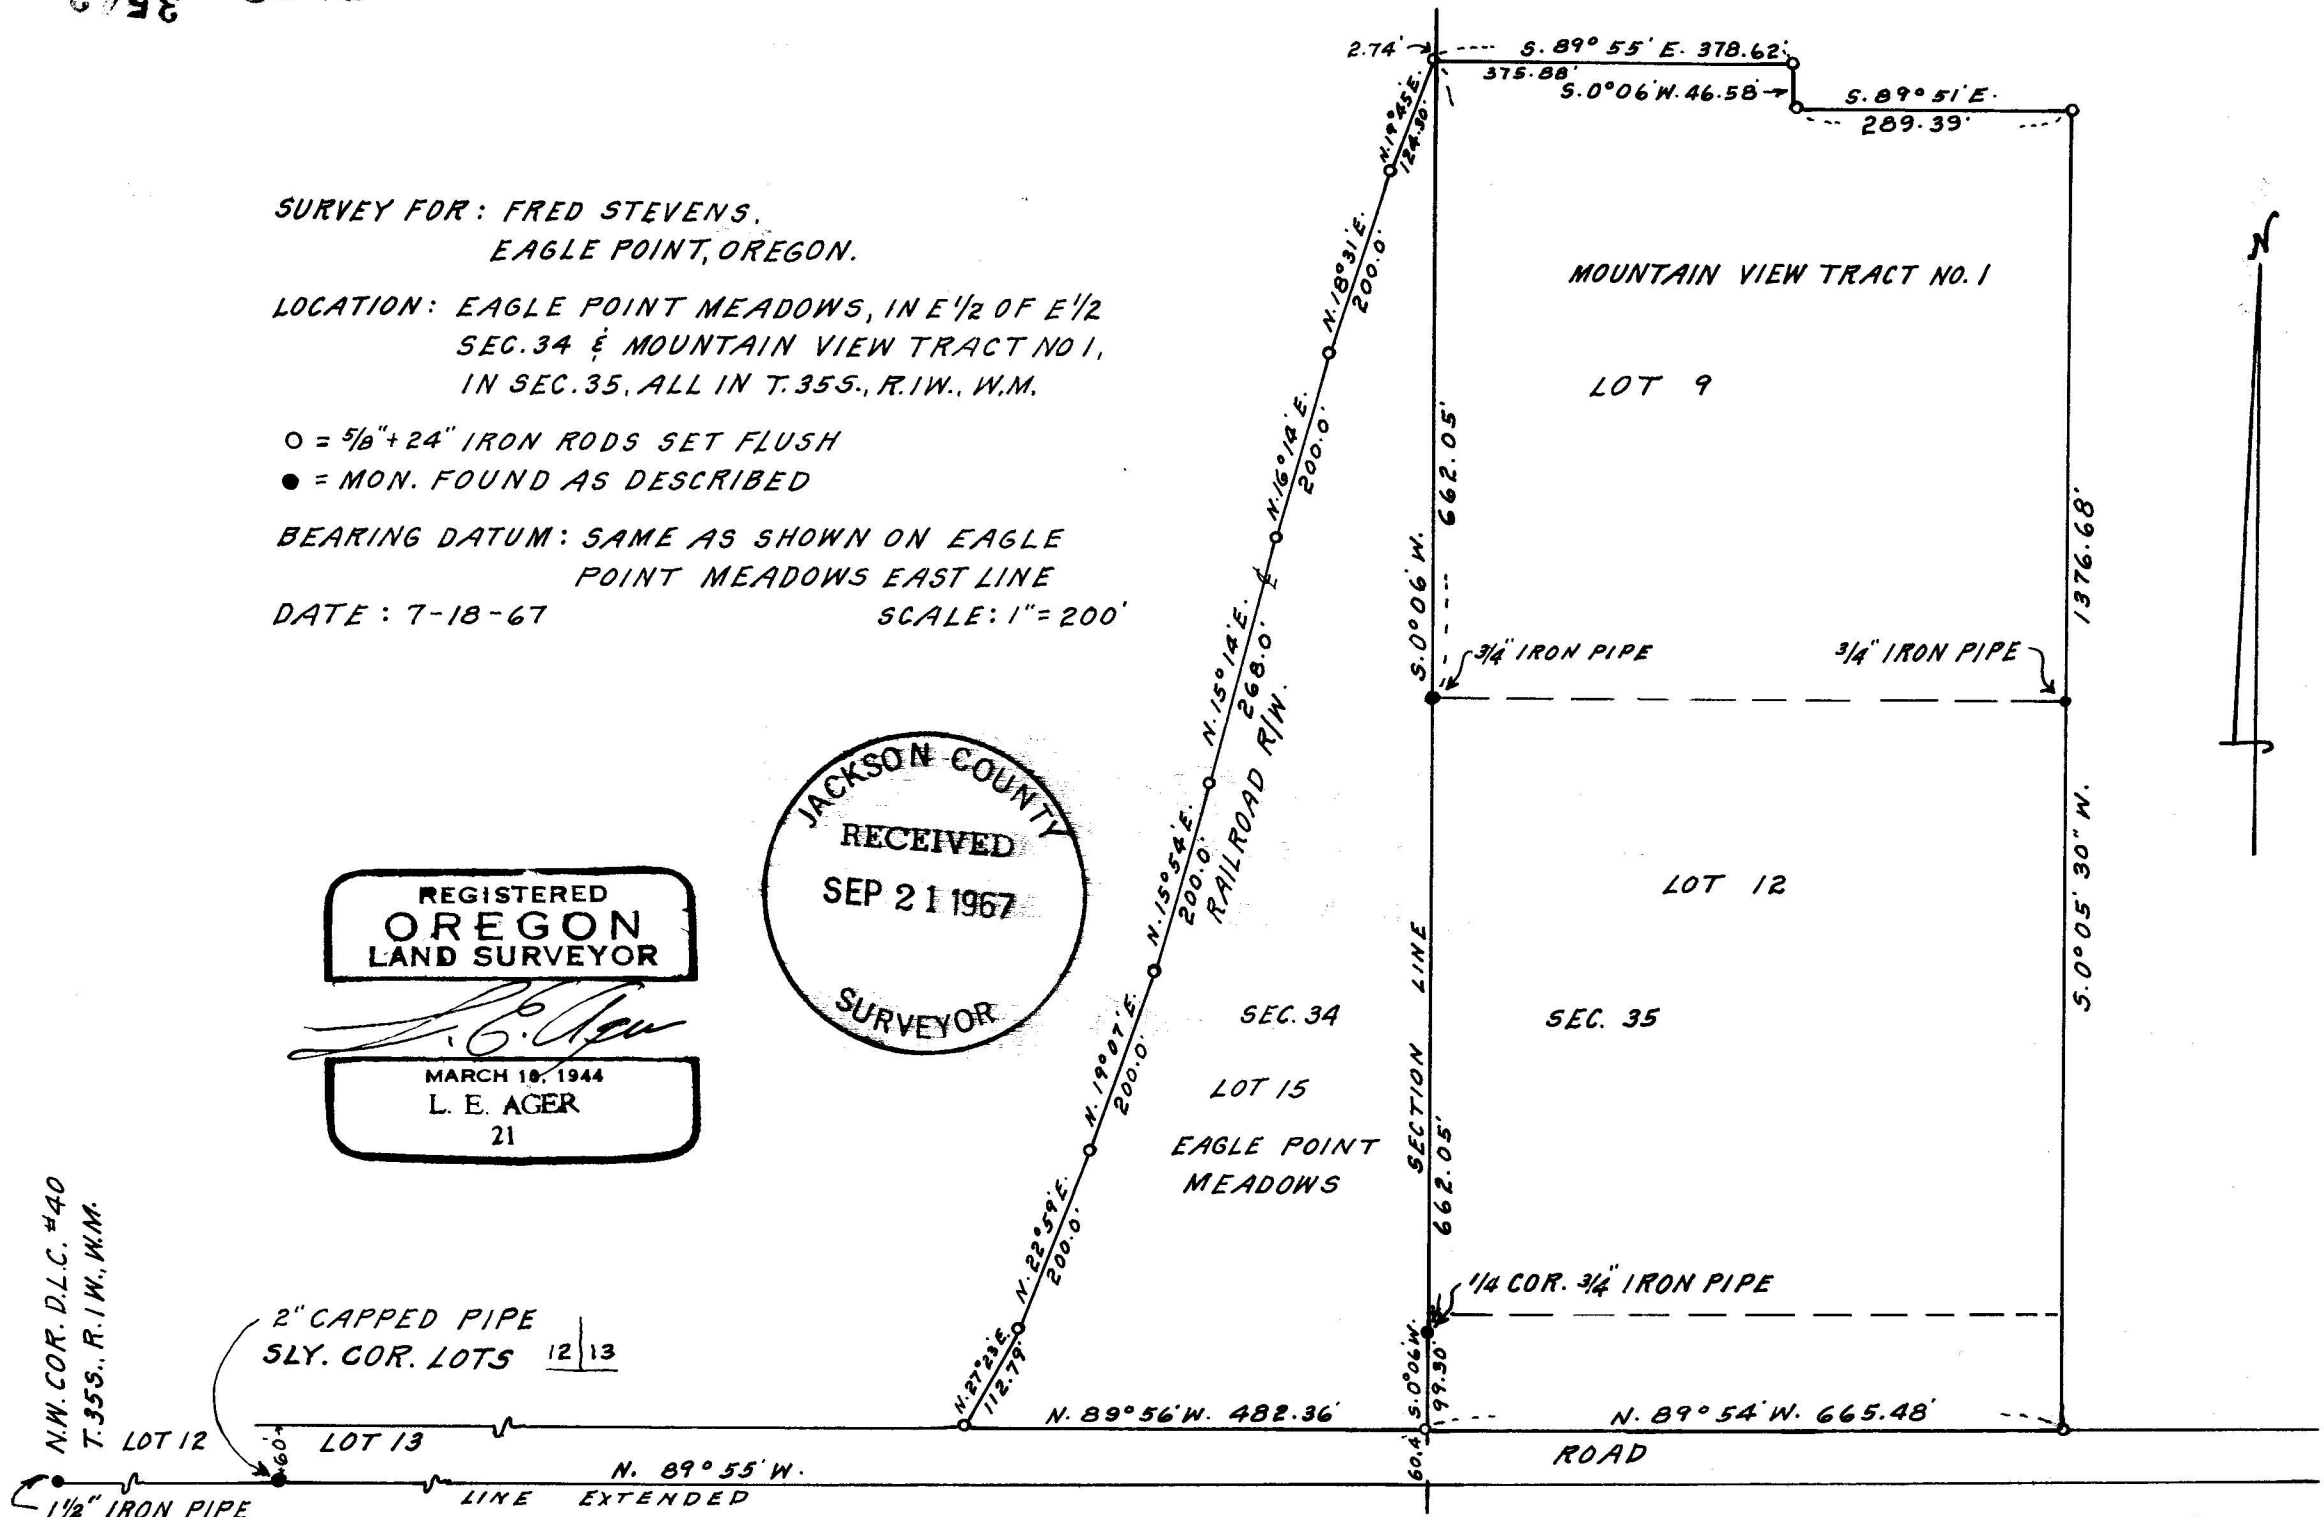 2.74'
S. 89° 55' E. 378.62'
375.88'
S. 0°06' W. 46.58'
S. 89° 51' E.
289.39'
N. 19° 45' E.
124.30'
SURVEY FOR: FRED STEVENS.
EAGLE POINT, OREGON.
LOCATION: EAGLE POINT MEADOWS, IN E 1/2 OF E 1/2
SEC. 34 & MOUNTAIN VIEW TRACT NO 1,
IN SEC. 35, ALL IN T. 35 S., R. 1 W., W.M.
O = 5/8" + 24" IRON RODS SET FLUSH
● = MON. FOUND AS DESCRIBED
BEARING DATUM: SAME AS SHOWN ON EAGLE
POINT MEADOWS EAST LINE
DATE: 7-18-67 SCALE: 1" = 200'
N. 18° 31' E.
200.0'
N. 16° 14' E.
200.0'
N. 15° 14' E.
268.0'
RAILROAD R/W.
N. 15° 54' E.
200.0'
N. 19° 07' E.
200.0'
N. 22° 59' E.
200.0'
N. 27° 23' E.
112.79'
MOUNTAIN VIEW TRACT NO. 1
LOT 9
N
S. 0° 06' W.
662.05'
1376.68'
3/4" IRON PIPE
3/4" IRON PIPE
LOT 12
S. 0° 05' 30" W.
SEC. 34
SEC. 35
SECTION LINE
LOT 15
EAGLE POINT
MEADOWS
662.05'
1/4 COR. 3/4" IRON PIPE
S. 0°06' W.
99.30'
JACKSON COUNTY
RECEIVED
SEP 21 1967
SURVEYOR
REGISTERED
OREGON
LAND SURVEYOR
L. E. Ager
MARCH 18, 1944
L. E. AGER
21
N.W. COR. D.L.C. #40
T. 35 S., R. 1 W., W.M.
2" CAPPED PIPE
SLY. COR. LOTS 12|13
N. 89° 56' W. 482.36'
N. 89° 54' W. 665.48'
LOT 12
60'
LOT 13
60.4'
ROAD
N. 89° 55' W.
LINE EXTENDED
1 1/2" IRON PIPE